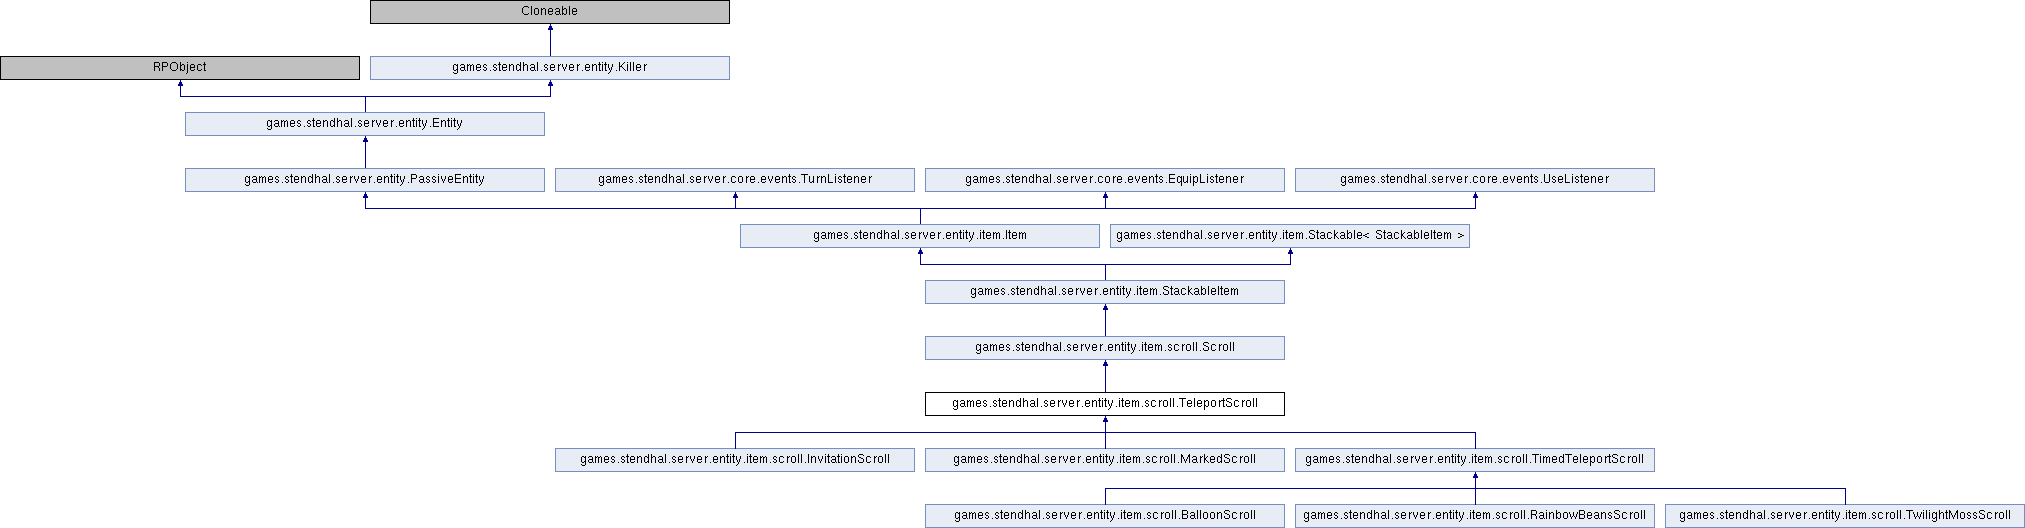 Cloneable
RPObject
games.stendhal.server.entity.Killer
games.stendhal.server.entity.Entity
games.stendhal.server.entity.PassiveEntity
games.stendhal.server.core.events.TurnListener
games.stendhal.server.core.events.EquipListener
games.stendhal.server.core.events.UseListener
games.stendhal.server.entity.item.Item
games.stendhal.server.entity.item.Stackable< StackableItem >
games.stendhal.server.entity.item.StackableItem
games.stendhal.server.entity.item.scroll.Scroll
games.stendhal.server.entity.item.scroll.TeleportScroll
games.stendhal.server.entity.item.scroll.InvitationScroll
games.stendhal.server.entity.item.scroll.MarkedScroll
games.stendhal.server.entity.item.scroll.TimedTeleportScroll
games.stendhal.server.entity.item.scroll.BalloonScroll
games.stendhal.server.entity.item.scroll.RainbowBeansScroll
games.stendhal.server.entity.item.scroll.TwilightMossScroll